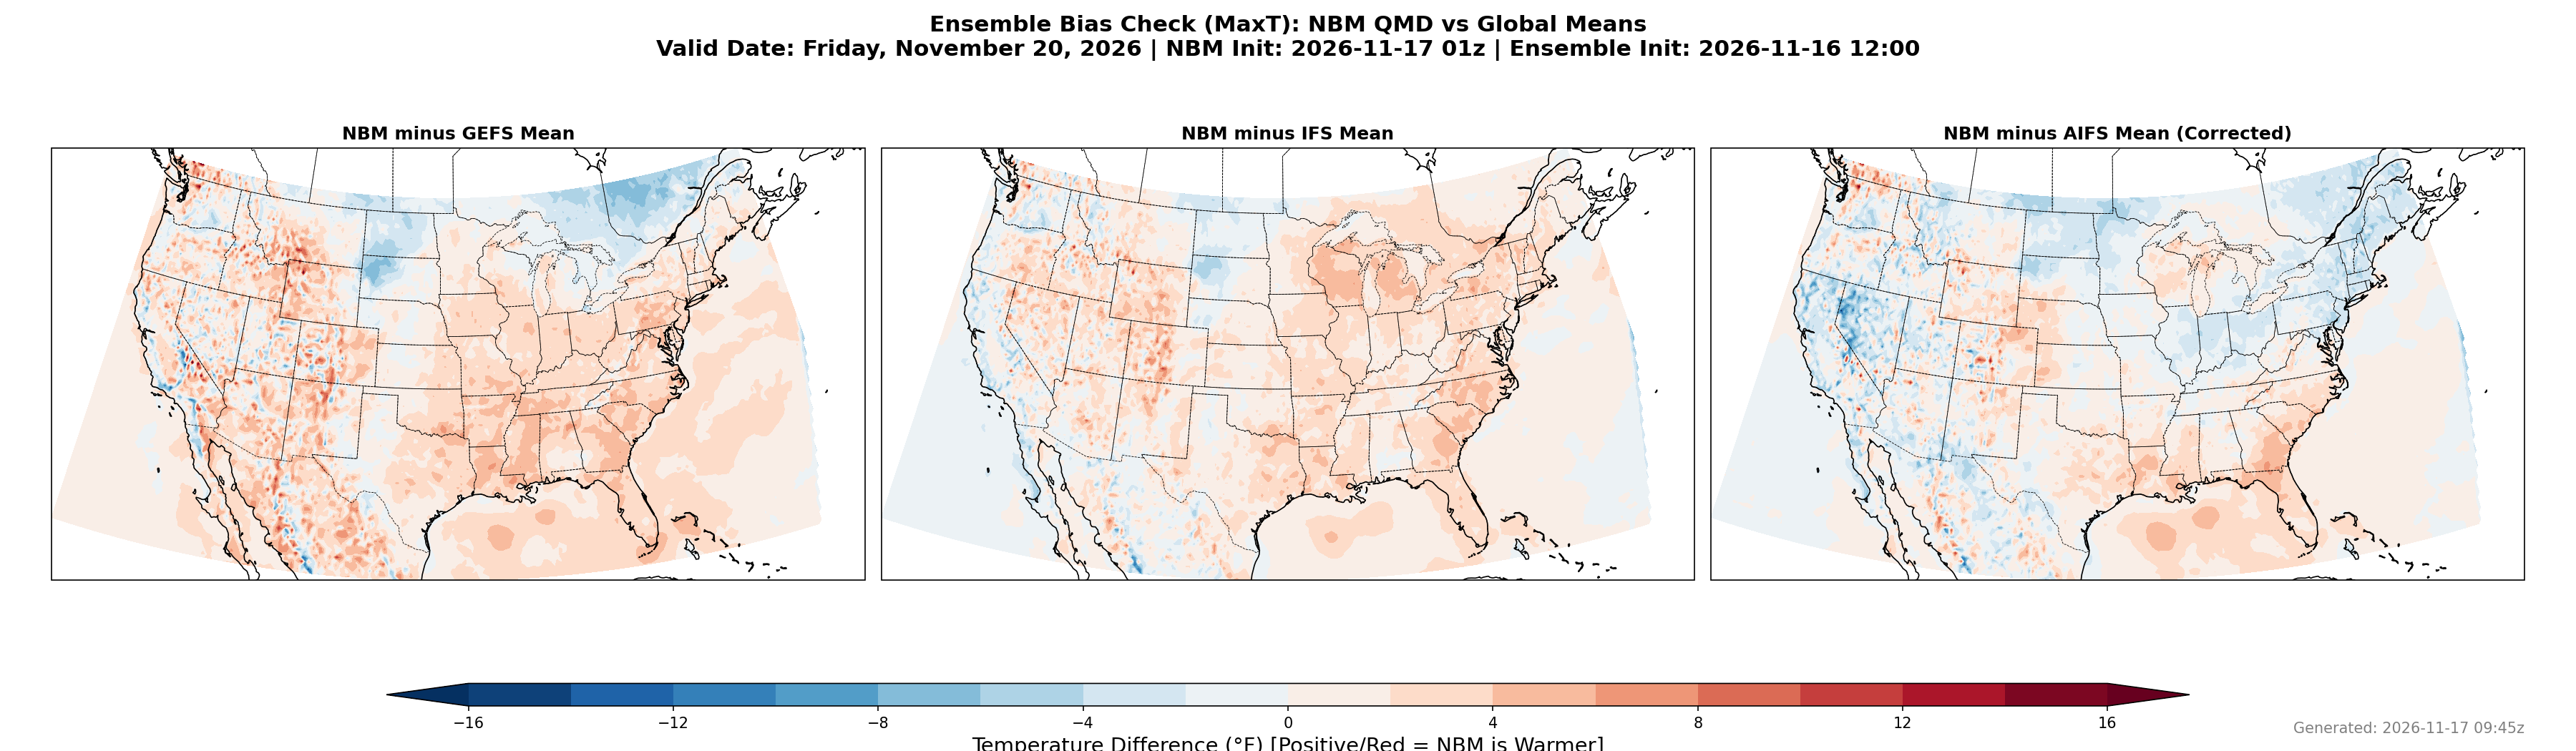 Ensemble Bias Check (MaxT): NBM QMD vs Global Means
Valid Date: Friday, November 20, 2026 | NBM Init: 2026-11-17 01z | Ensemble Init: 2026-11-16 12:00
NBM minus GEFS Mean
NBM minus IFS Mean
NBM minus AIFS Mean (Corrected)
−16 −12 −8 −4 0 4 8 12 16
Temperature Difference (°F) [Positive/Red = NBM is Warmer]
Generated: 2026-11-17 09:45z